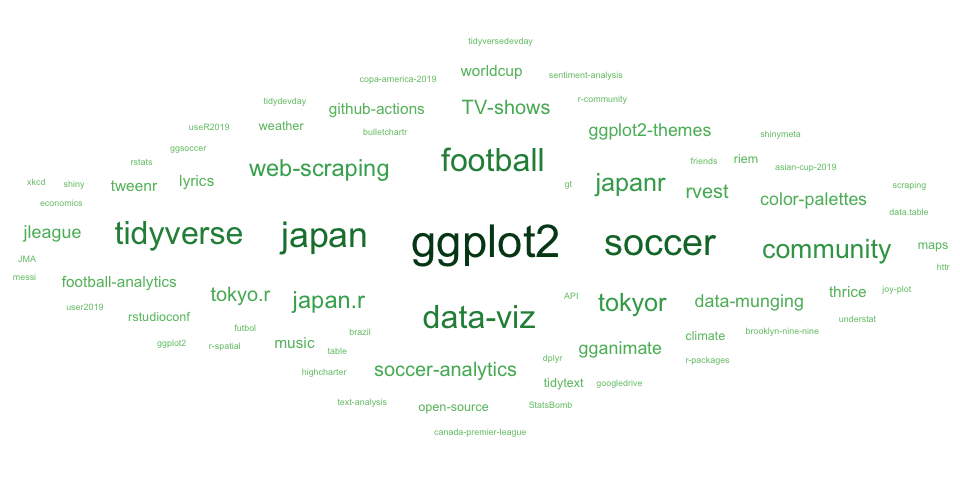 tidyversedevday
worldcup
copa-america-2019
sentiment-analysis
tidydevday
github-actions
TV-shows
r-community
useR2019
weather
bulletchartr
ggplot2-themes
shinymeta
ggsoccer
rstats
web-scraping
football
friends
riem
asian-cup-2019
xkcd
shiny
tweenr
lyrics
gt
japanr
rvest
color-palettes
scraping
economics
data.table
jleague
tidyverse
japan
ggplot2
soccer
community
maps
JMA
messi
httr
football-analytics
user2019
tokyo.r
japan.r
API
tokyor
data-munging
thrice
joy-plot
rstudioconf
futbol
brazil
data-viz
climate
brooklyn-nine-nine
understat
ggplot2
r-spatial
music
table
dplyr
gganimate
r-packages
highcharter
soccer-analytics
tidytext
googledrive
text-analysis
open-source
StatsBomb
canada-premier-league